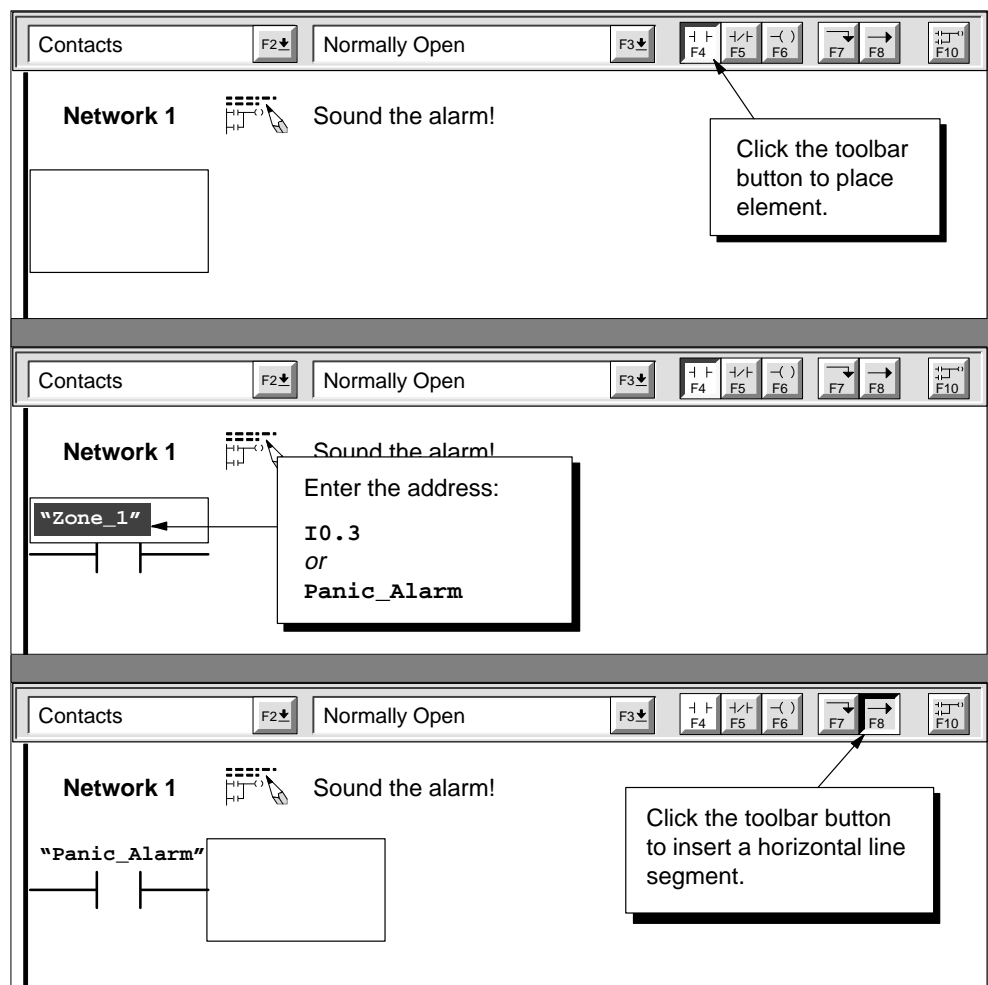 Contacts F2 Normally Open F3 F4 F5 F6 F7 F8 F10
Network 1 Sound the alarm!
Click the toolbar
button to place
element.
Contacts F2 Normally Open F3 F4 F5 F6 F7 F8 F10
Network 1 Sound the alarm!
"Zone_1"
Enter the address:
I0.3
or
Panic_Alarm
Contacts F2 Normally Open F3 F4 F5 F6 F7 F8 F10
Network 1 Sound the alarm!
"Panic_Alarm"
Click the toolbar button
to insert a horizontal line
segment.